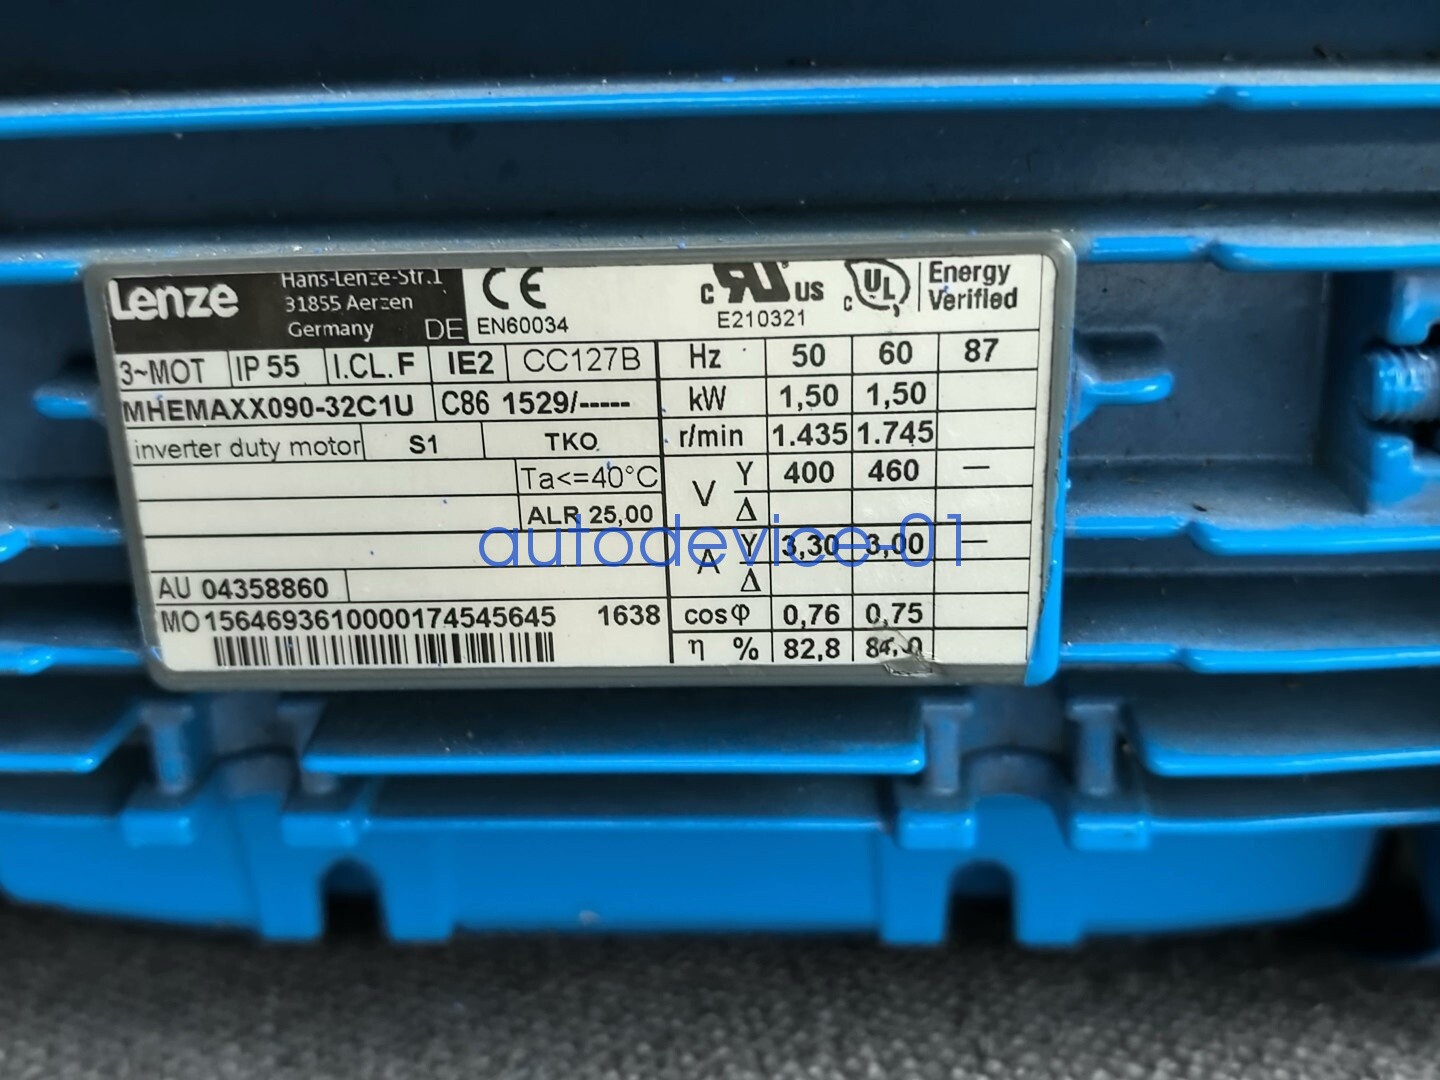 Lenze
Hans-Lenze-Str.1
31855 Aerzen
Germany DE
CE
EN60034
c RU us
E210321
c UL
Energy
Verified
3~MOT IP 55 I.CL. F IE2 CC127B
MHEMAXX090-32C1U C86 1529/-----
inverter duty motor S1 TKO
Ta<=40°C
ALR 25,00
AU 04358860
MO 1564693610000174545645 1638
Hz 50 60 87
kW 1,50 1,50
r/min 1.435 1.745
V Y 400 460 —
Δ
A Y 3,30 3,00 —
Δ
cosφ 0,76 0,75
η % 82,8
autodevice-01